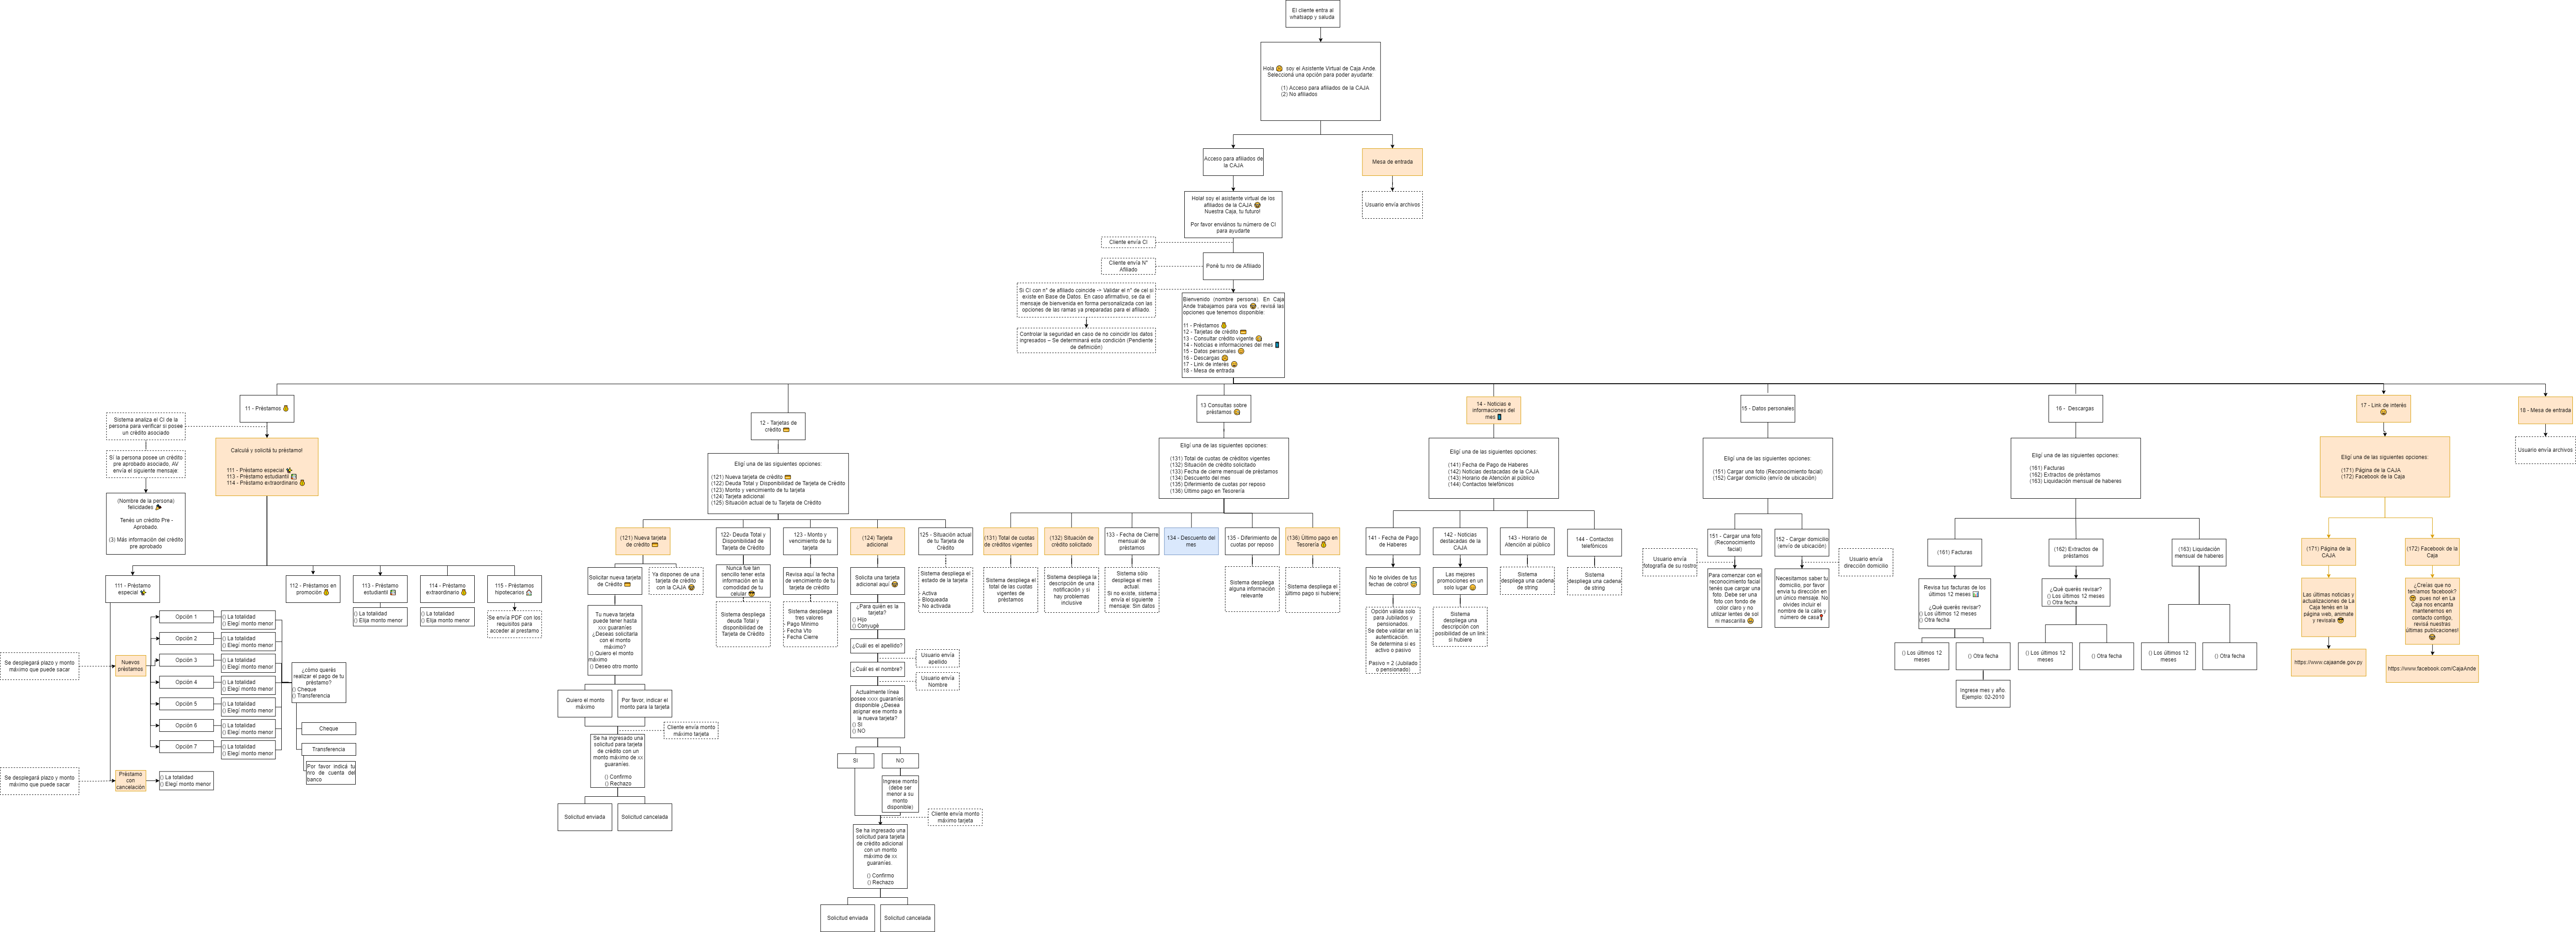 El cliente entra al
whatsapp y saluda
Hola soy el Asistente Virtual de Caja Ande.
Seleccioná una opción para poder ayudarte:
(1) Acceso para afiliados de la CAJA
(2) No afiliados
Acceso para afiliados de
la CAJA
Mesa de entrada
Hola! soy el asistente virtual de los
afiliados de la CAJA
Nuestra Caja, tu futuro!
Por favor envíanos tu número de CI
para ayudarte
Usuario envía archivos
Cliente envía CI
Cliente envía N°
Afiliado
Poné tu nro de Afiliado
Si CI con n° de afiliado coincide -> Validar el n° de cel si
existe en Base de Datos. En caso afirmativo, se da el
mensaje de bienvenida en forma personalizada con las
opciones de las ramas ya preparadas para el afiliado.
Controlar la seguridad en caso de no coincidir los datos
ingresados – Se determinará esta condición (Pendiente
de definición)
Bienvenido (nombre persona). En Caja
Ande trabajamos para vos , revisá las
opciones que tenemos disponible:
11 - Préstamos
12 - Tarjetas de crédito
13 - Consultar crédito vigente
14 - Noticias e informaciones del mes
15 - Datos personales
16 - Descargas
17 - Link de interés
18 - Mesa de entrada
11 - Préstamos
Sistema analiza el CI de la
persona para verificar si posee
un crédito asociado
Si la persona posee un crédito
pre aprobado asociado, AV
envía el siguiente mensaje:
(Nombre de la persona)
felicidades
Tenés un crédito Pre -
Aprobado.
(3) Más información del crédito
pre aprobado
Calculá y solicitá tu préstamo!
111 - Préstamo especial
113 - Préstamo estudiantil
114 - Préstamo extraordinario
111 - Préstamo
especial
112 - Préstamos en
promoción
113 - Préstamo
estudiantil
114 - Préstamo
extraordinario
115 - Préstamos
hipotecarios
() La totalidad
() Elija monto menor
() La totalidad
() Elija monto menor
Se envía PDF con los
requisitos para
acceder al prestamo
Se desplegará plazo y monto
máximo que puede sacar
Nuevos
préstamos
Opción 1
() La totalidad
() Elegí monto menor
Opción 2
() La totalidad
() Elegí monto menor
Opción 3
() La totalidad
() Elegí monto menor
Opción 4
() La totalidad
() Elegí monto menor
Opción 5
() La totalidad
() Elegí monto menor
Opción 6
() La totalidad
() Elegí monto menor
Opción 7
() La totalidad
() Elegí monto menor
¿cómo querés
realizar el pago de tu
préstamo?
() Cheque
() Transferencia
Cheque
Transferencia
Por favor indicá tu
nro de cuenta del
banco
Se desplegará plazo y monto
máximo que puede sacar
Préstamo
con
cancelación
() La totalidad
() Elegí monto menor
12 - Tarjetas de
crédito
Eligí una de las siguientes opciones:
(121) Nueva tarjeta de crédito
(122) Deuda Total y Disponibilidad de Tarjeta de Crédito
(123) Monto y vencimiento de tu tarjeta
(124) Tarjeta adicional
(125) Situación actual de tu Tarjeta de Crédito
(121) Nueva tarjeta
de crédito
Solicitar nueva tarjeta
de Crédito
Ya dispones de una
tarjeta de crédito
con la CAJA
Tu nueva tarjeta
puede tener hasta
xxx guaraníes
¿Deseas solicitarla
con el monto
máximo?
() Quiero el monto
máximo
() Deseo otro monto
Quiero el monto
máximo
Por favor, indicar el
monto para la tarjeta
Cliente envía monto
máximo tarjeta
Se ha ingresado una
solicitud para tarjeta
de crédito con un
monto máximo de xx
guaraníes.
() Confirmo
() Rechazo
Solicitud enviada
Solicitud cancelada
122- Deuda Total y
Disponibilidad de
Tarjeta de Crédito
Nunca fue tan
sencillo tener esta
información en la
comodidad de tu
celular
Sistema despliega
deuda Total y
disponibilidad de
Tarjeta de Crédito
123 - Monto y
vencimiento de tu
tarjeta
Revisa aquí la fecha
de vencimiento de tu
tarjeta de crédito
Sistema despliega
tres valores
- Pago Minimo
- Fecha Vto
- Fecha Cierre
(124) Tarjeta
adicional
Solicita una tarjeta
adicional aquí
¿Para quién es la
tarjeta?
() Hijo
() Conyugé
¿Cuál es el apellido?
Usuario envía
apellido
¿Cuál es el nombre?
Usuario envía
Nombre
Actualmente línea
posee xxxx guaraníes
disponible ¿Desea
asignar ese monto a
la nueva tarjeta?
() SI
() NO
SI
NO
Ingrese monto
(debe ser
menor a su
monto
disponible)
Cliente envía monto
máximo tarjeta
Se ha ingresado una
solicitud para tarjeta
de crédito adicional
con un monto
máximo de xx
guaraníes.
() Confirmo
() Rechazo
Solicitud enviada
Solicitud cancelada
125 - Situación actual
de tu Tarjeta de
Crédito
Sistema despliega el
estado de la tarjeta
- Activa
- Bloqueada
- No activada
13 Consultas sobre
préstamos
Eligí una de las siguientes opciones:
(131) Total de cuotas de créditos vigentes
(132) Situación de crédito solicitado
(133) Fecha de cierre mensual de préstamos
(134) Descuento del mes
(135) Diferimento de cuotas por reposo
(136) Último pago en Tesorería
(131) Total de cuotas
de créditos vigentes
Sistema despliega el
total de las cuotas
vigentes de
préstamos
(132) Situación de
crédito solicitado
Sistema despliega la
descripción de una
notificación y si
hay problemas
inclusive
133 - Fecha de Cierre
mensual de
préstamos
Sistema sólo
despliega el mes
actual.
Si no existe, sistema
envía el siguiente
mensaje: Sin datos
134 - Descuento del
mes
135 - Diferimento de
cuotas por reposo
Sistema despliega
alguna información
relevante
(136) Último pago en
Tesorería
Sistema despliega el
último pago si hubiere
14 - Noticias e
informaciones del
mes
Eligí una de las siguientes opciones:
(141) Fecha de Pago de Haberes
(142) Noticias destacadas de la CAJA
(143) Horario de Atención al público
(144) Contactos telefónicos
141 - Fecha de Pago
de Haberes
No te olvides de tus
fechas de cobro!
Opción válidá solo
para Jubilados y
pensionados.
Se debe validar en la
autenticación.
Se determina si es
activo o pasivo
Pasivo = 2 (Jubilado
o pensionado)
142 - Noticias
destacadas de la
CAJA
Las mejores
promociones en un
solo lugar
Sistema
despliega una
descripción con
posibilidad de un link
si hubiere
143 - Horario de
Atención al público
Sistema
despliega una cadena
de string
144 - Contactos
telefónicos
Sistema
despliega una cadena
de string
15 - Datos personales
Eligí una de las siguientes opciones:
(151) Cargar una foto (Reconocimiento facial)
(152) Cargar domicilio (envío de ubicación)
151 - Cargar una foto
(Reconocimiento
facial)
Usuario envía
fotografía de su rostro
Para comenzar con el
reconocimiento facial
tenés que cargar una
foto. Debe ser una
foto con fondo de
color claro y no
utilizar lentes de sol
ni mascarilla
152 - Cargar domicilio
(envío de ubicación)
Usuario envía
dirección domicilio
Necesitamos saber tu
domicilio, por favor
envia tu dirección en
un único mensaje. No
olvides incluir el
nombre de la calle y
número de casa
16 - Descargas
Eligí una de las siguientes opciones:
(161) Facturas
(162) Extractos de préstamos
(163) Liquidación mensual de haberes
(161) Facturas
Revisa tus facturas de los
últimos 12 meses
¿Qué querés revisar?
() Los últimos 12 meses
() Otra fecha
() Los últimos 12
meses
() Otra fecha
Ingrese mes y año.
Ejemplo: 02-2010
(162) Extractos de
préstamos
¿Qué querés revisar?
() Los últimos 12 meses
() Otra fecha
() Los últimos 12
meses
() Otra fecha
(163) Liquidación
mensual de haberes
() Los últimos 12
meses
() Otra fecha
17 - Link de interés
Eligí una de las siguientes opciones:
(171) Página de la CAJA
(172) Facebook de la Caja
(171) Página de la
CAJA
Las últimas noticias y
actualizaciones de La
Caja tenés en la
página web, animate
y revisala
https://www.cajaande.gov.py
(172) Facebook de la
Caja
¿Creías que no
teníamos facebook?
pues no! en La
Caja nos encanta
mantenernos en
contacto contigo,
revisá nuestras
últimas publicaciones!
https://www.facebook.com/CajaAnde
18 - Mesa de entrada
Usuario envía archivos